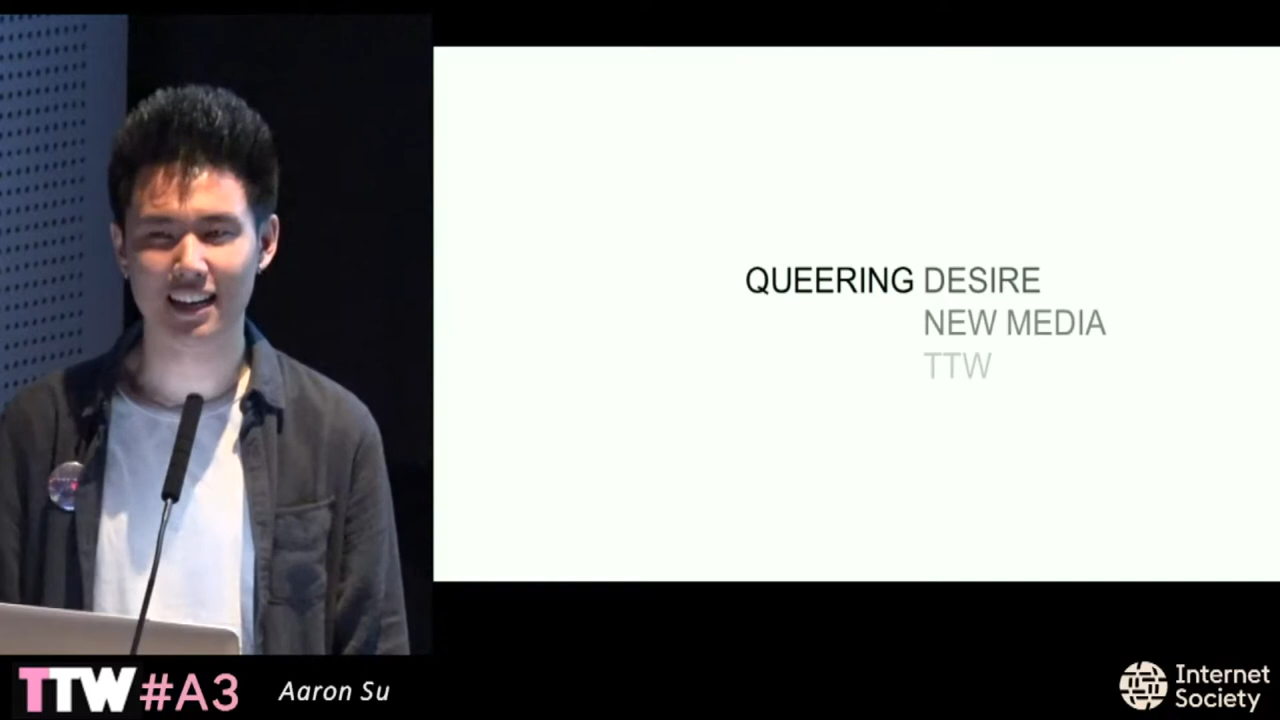 QUEERING DESIRE
NEW MEDIA
TTW
TTW #A3
Aaron Su
Internet
Society